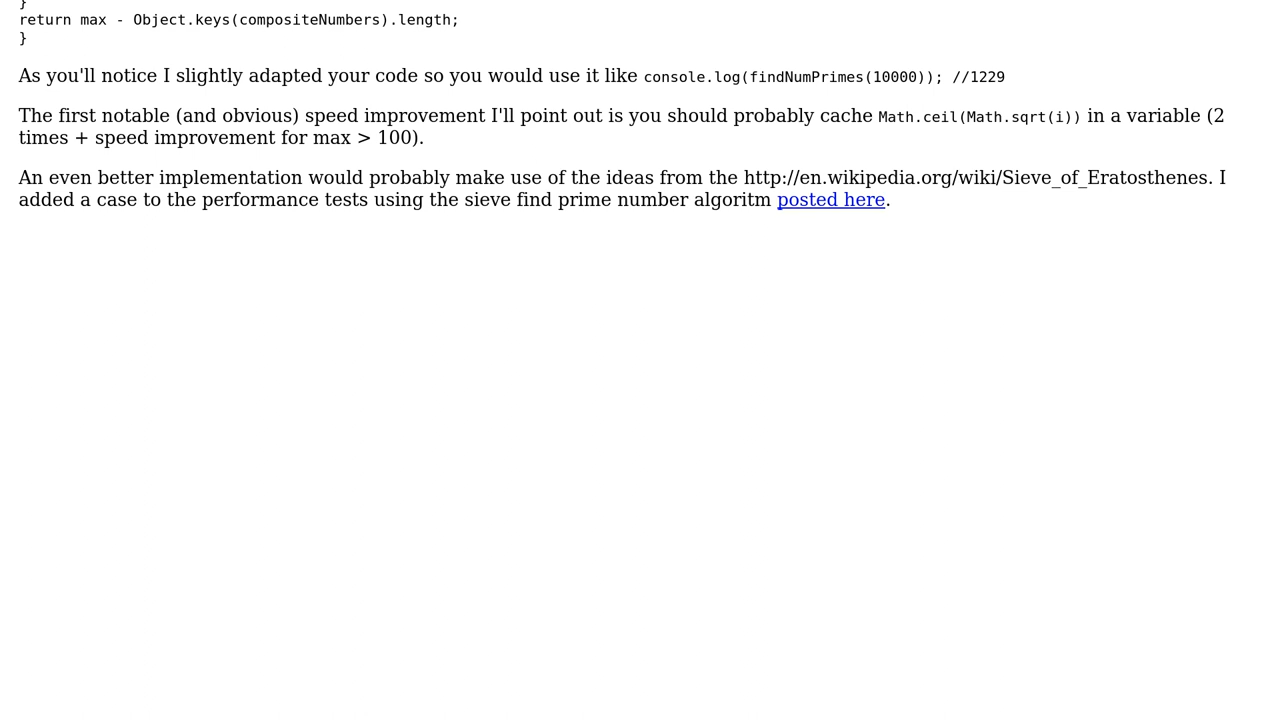 }
return max - Object.keys(compositeNumbers).length;
}
As you'll notice I slightly adapted your code so you would use it like console.log(findNumPrimes(10000)); //1229
The first notable (and obvious) speed improvement I'll point out is you should probably cache Math.ceil(Math.sqrt(i)) in a variable (2
times + speed improvement for max > 100).
An even better implementation would probably make use of the ideas from the http://en.wikipedia.org/wiki/Sieve_of_Eratosthenes. I
added a case to the performance tests using the sieve find prime number algoritm posted here.